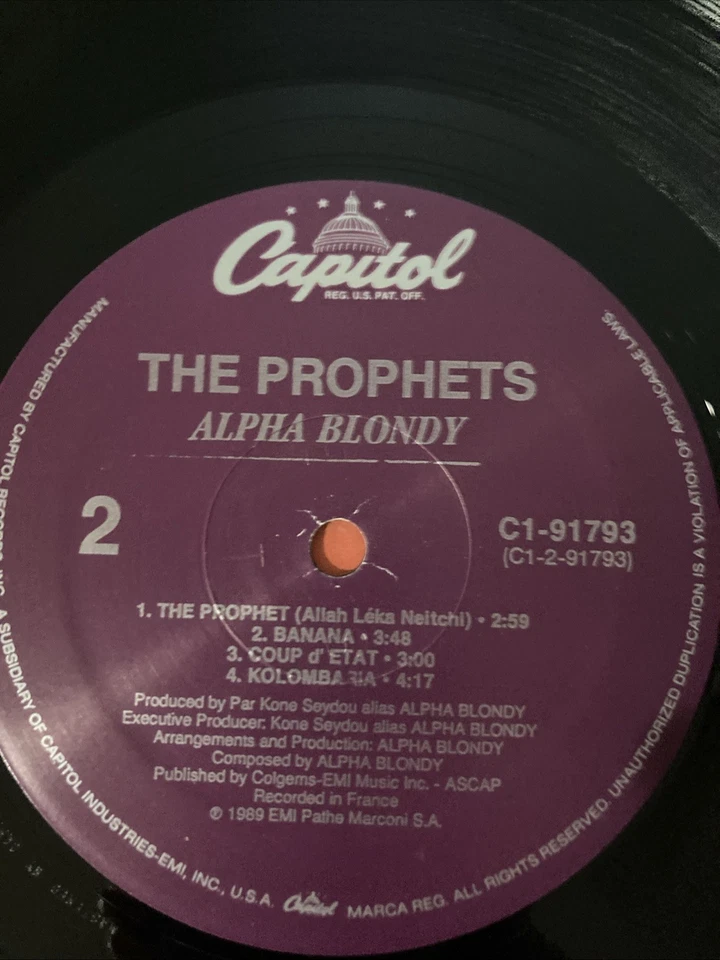 Capitol
REG. U.S. PAT. OFF.
THE PROPHETS
ALPHA BLONDY
2
C1-91793
(C1-2-91793)
1. THE PROPHET (Allah Léka Neitchi) • 2:59
2. BANANA • 3:48
3. COUP d' ETAT • 3:00
4. KOLOMBARIA • 4:17
Produced by Par Kone Seydou alias ALPHA BLONDY
Executive Producer: Kone Seydou alias ALPHA BLONDY
Arrangements and Production: ALPHA BLONDY
Composed by ALPHA BLONDY
Published by Colgems-EMI Music Inc. - ASCAP
Recorded in France
℗ 1989 EMI Pathe Marconi S.A.
MANUFACTURED BY CAPITOL RECORDS, INC. A SUBSIDIARY OF CAPITOL INDUSTRIES-EMI, INC., U.S.A. Capitol MARCA REG. ALL RIGHTS RESERVED. UNAUTHORIZED DUPLICATION IS A VIOLATION OF APPLICABLE LAWS.